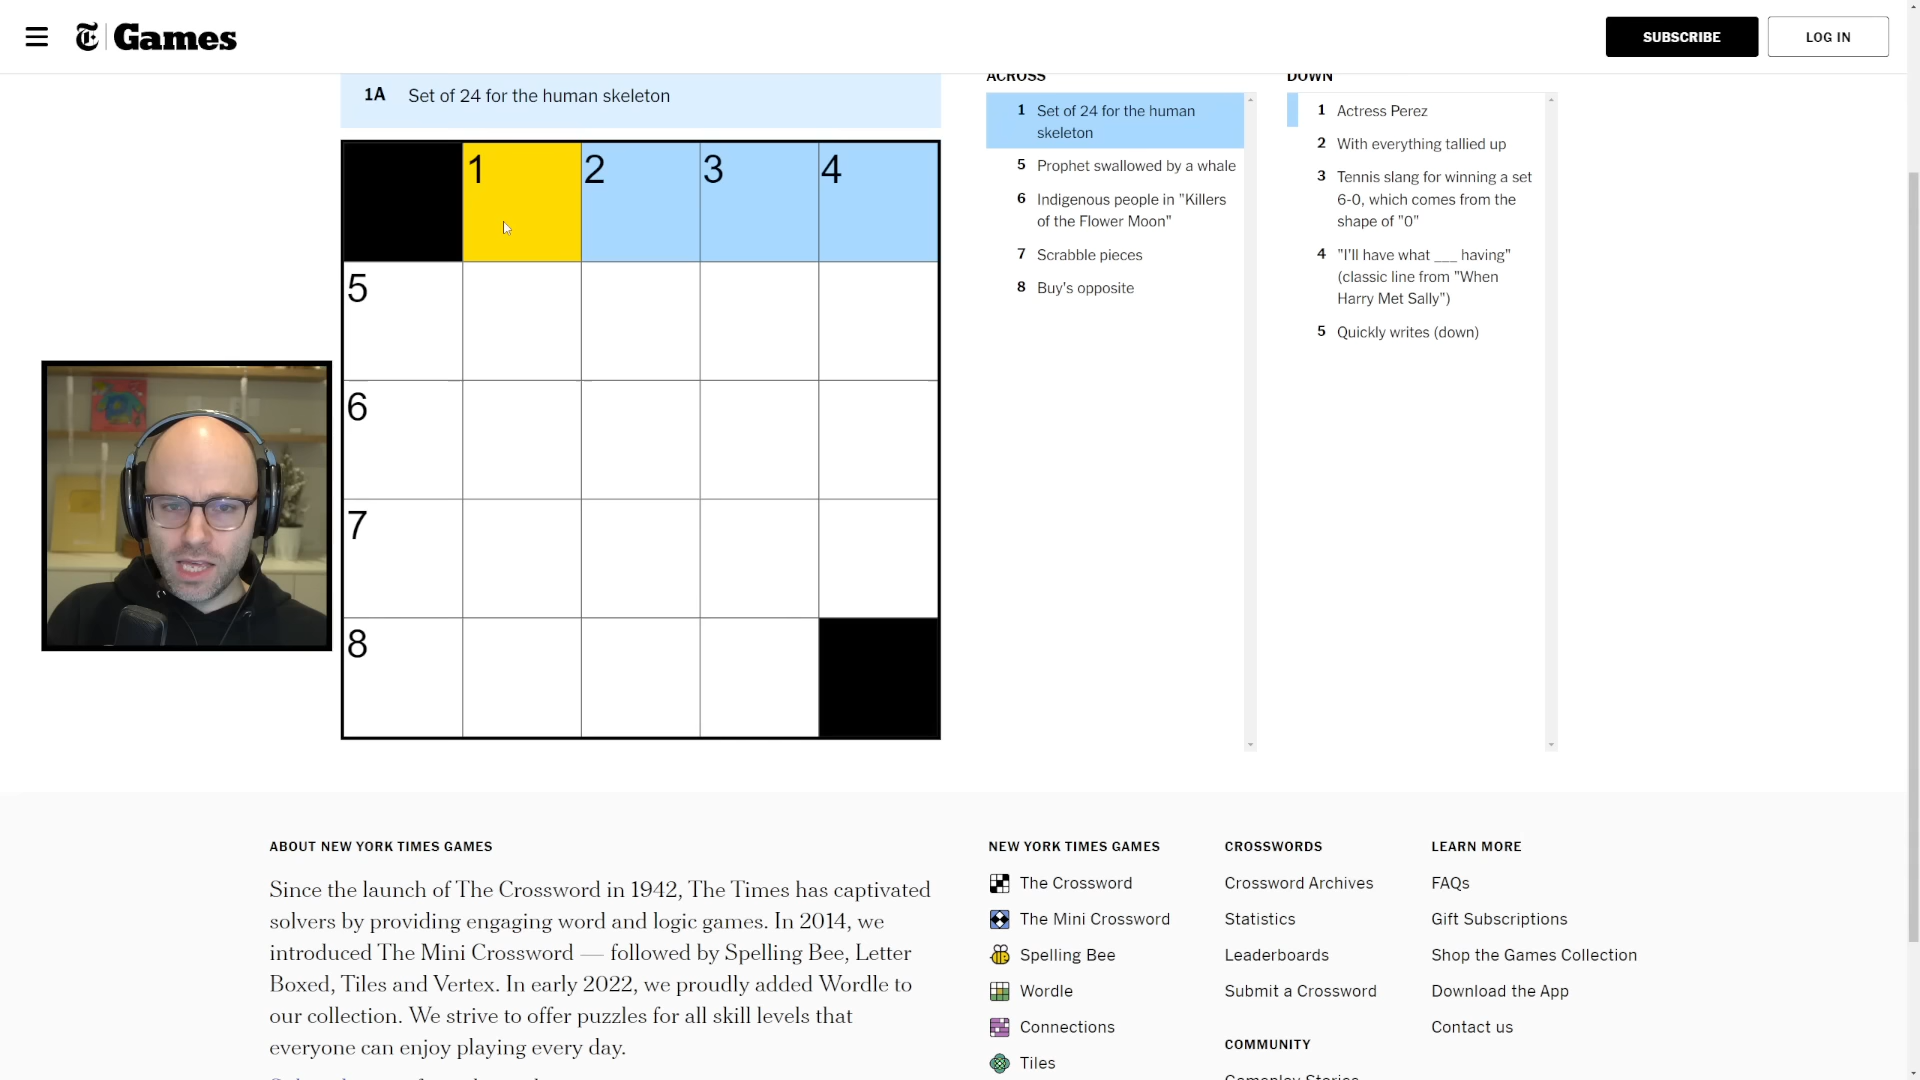 T Games
SUBSCRIBE
LOG IN
1A Set of 24 for the human skeleton
1 2 3 4
5
6
7
8
ACROSS
1 Set of 24 for the human
skeleton
5 Prophet swallowed by a whale
6 Indigenous people in "Killers
of the Flower Moon"
7 Scrabble pieces
8 Buy's opposite
DOWN
1 Actress Perez
2 With everything tallied up
3 Tennis slang for winning a set
6-0, which comes from the
shape of "0"
4 "I'll have what ___ having"
(classic line from "When
Harry Met Sally")
5 Quickly writes (down)
ABOUT NEW YORK TIMES GAMES
Since the launch of The Crossword in 1942, The Times has captivated
solvers by providing engaging word and logic games. In 2014, we
introduced The Mini Crossword — followed by Spelling Bee, Letter
Boxed, Tiles and Vertex. In early 2022, we proudly added Wordle to
our collection. We strive to offer puzzles for all skill levels that
everyone can enjoy playing every day.
NEW YORK TIMES GAMES
The Crossword
The Mini Crossword
Spelling Bee
Wordle
Connections
Tiles
CROSSWORDS
Crossword Archives
Statistics
Leaderboards
Submit a Crossword
COMMUNITY
Gameplay Stories
LEARN MORE
FAQs
Gift Subscriptions
Shop the Games Collection
Download the App
Contact us